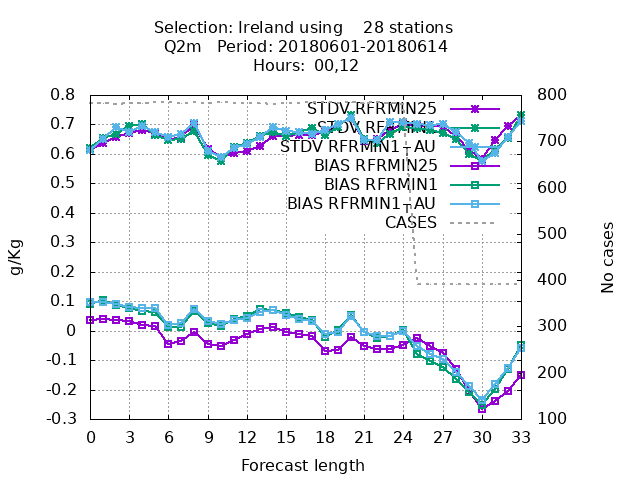 Selection: Ireland using 28 stations
Q2m Period: 20180601-20180614
Hours: 00,12
0.8
0.7
0.6
0.5
0.4
0.3
0.2
0.1
0
-0.1
-0.2
-0.3
800
700
600
500
400
300
200
100
0 3 6 9 12 15 18 21 24 27 30 33
g/Kg
No cases
Forecast length
STDV RFRMIN25
STDV RFRMIN1
STDV RFRMIN1_AU
BIAS RFRMIN25
BIAS RFRMIN1
BIAS RFRMIN1_AU
CASES